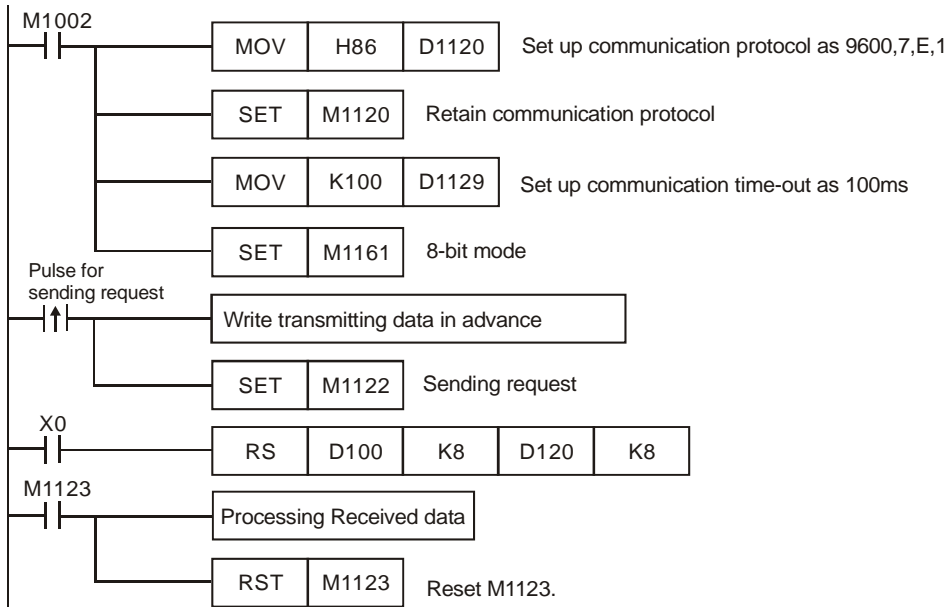 M1002
MOV H86 D1120 Set up communication protocol as 9600,7,E,1
SET M1120 Retain communication protocol
MOV K100 D1129 Set up communication time-out as 100ms
SET M1161 8-bit mode
Pulse for
sending request
Write transmitting data in advance
SET M1122 Sending request
X0
RS D100 K8 D120 K8
M1123
Processing Received data
RST M1123 Reset M1123.